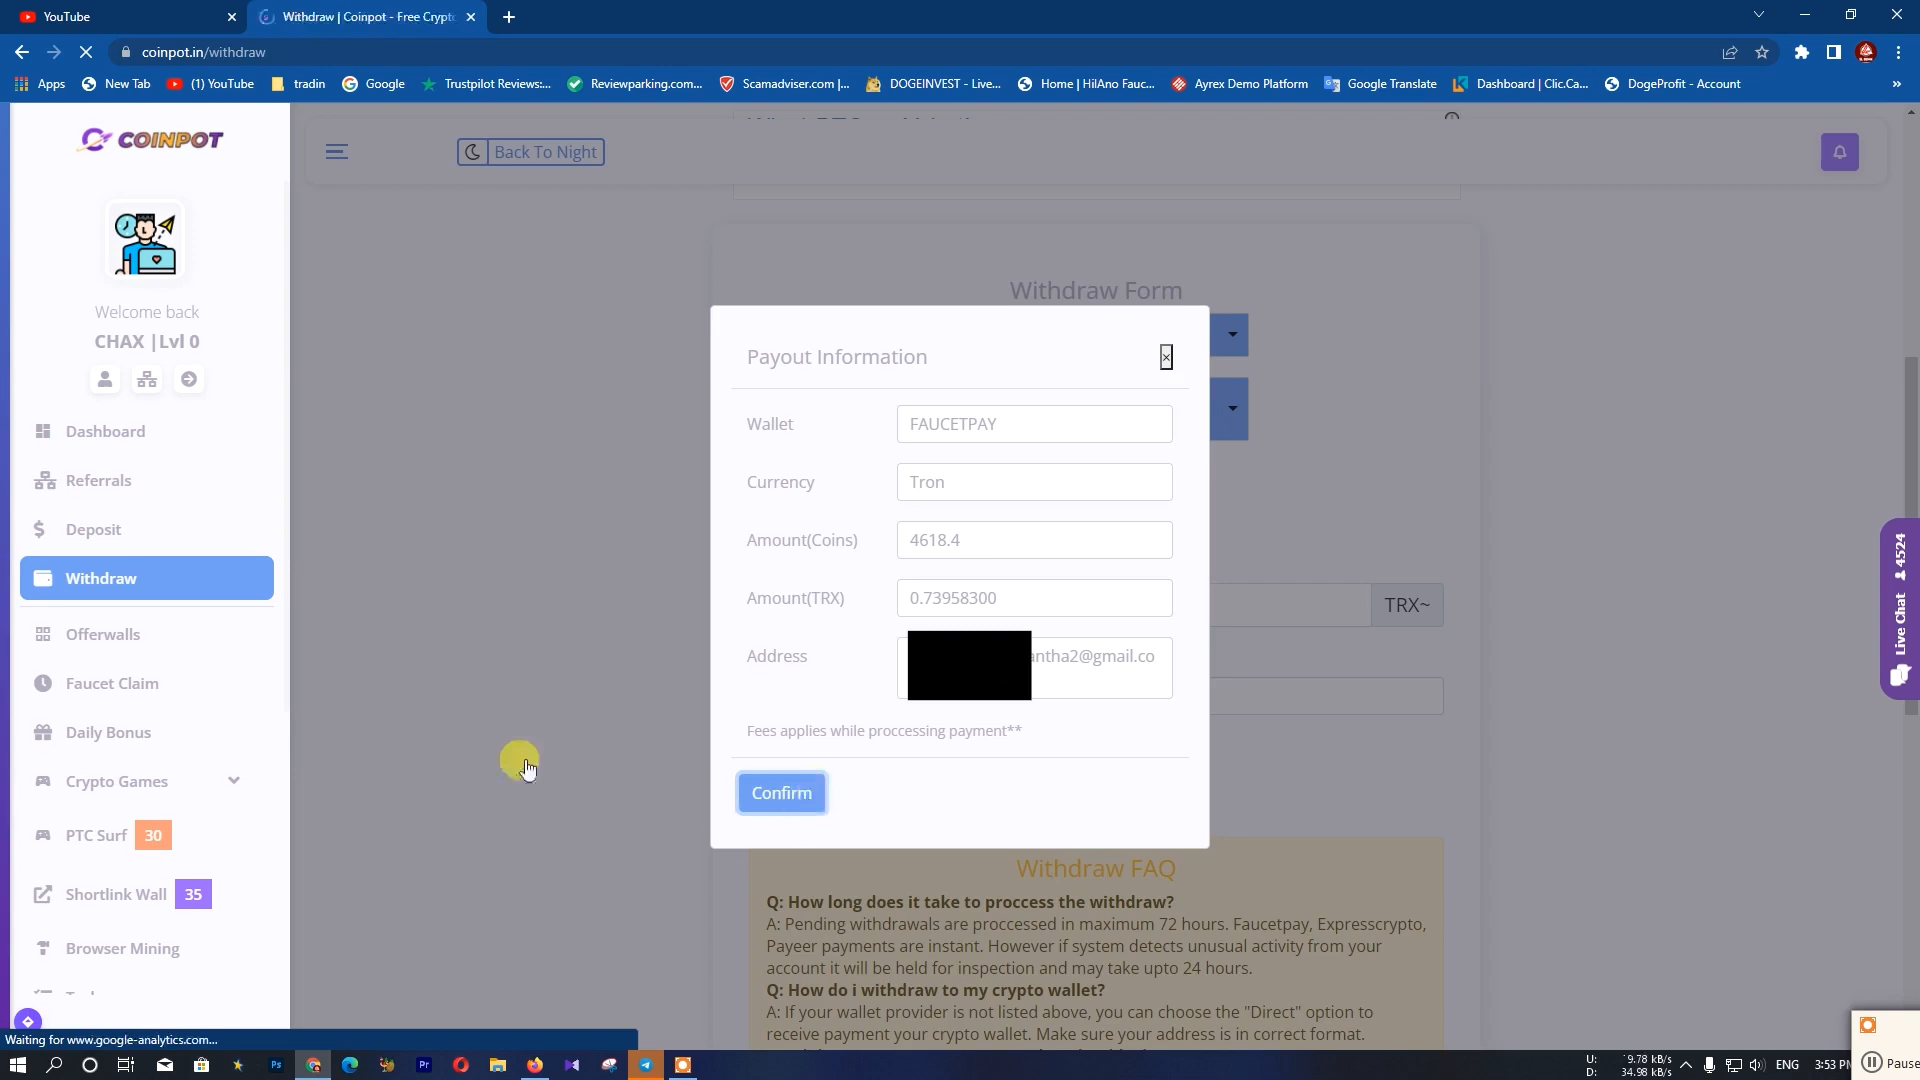 YouTube
Withdraw | Coinpot - Free Crypt
coinpot.in/withdraw
Apps
New Tab
(1) YouTube
tradin
Google
Trustpilot Reviews:...
Reviewparking.com...
Scamadviser.com |...
DOGEINVEST - Live...
Home | HilAno Fauc...
Ayrex Demo Platform
Google Translate
Dashboard | Clic.Ca...
DogeProfit - Account
»
COINPOT
Back To Night
Welcome back
CHAX |Lvl 0
Dashboard
Referrals
Deposit
Withdraw
Offerwalls
Faucet Claim
Daily Bonus
Crypto Games
PTC Surf 30
Shortlink Wall 35
Browser Mining
Withdraw Form
Payout Information
×
Wallet FAUCETPAY
Currency Tron
Amount(Coins) 4618.4
Amount(TRX) 0.73958300
Address antha2@gmail.co
Fees applies while proccessing payment**
Confirm
TRX~
Live Chat 4524
Withdraw FAQ
Q: How long does it take to proccess the withdraw?
A: Pending withdrawals are proccessed in maximum 72 hours. Faucetpay, Expresscrypto,
Payeer payments are instant. However if system detects unusual activity from your
account it will be held for inspection and may take upto 24 hours.
Q: How do i withdraw to my crypto wallet?
A: If your wallet provider is not listed above, you can choose the "Direct" option to
receive payment your crypto wallet. Make sure your address is in correct format.
Waiting for www.google-analytics.com...
Ps
Pr
U: 9.78 kB/s
D: 34.98 kB/s
ENG
3:53 PM
Pause